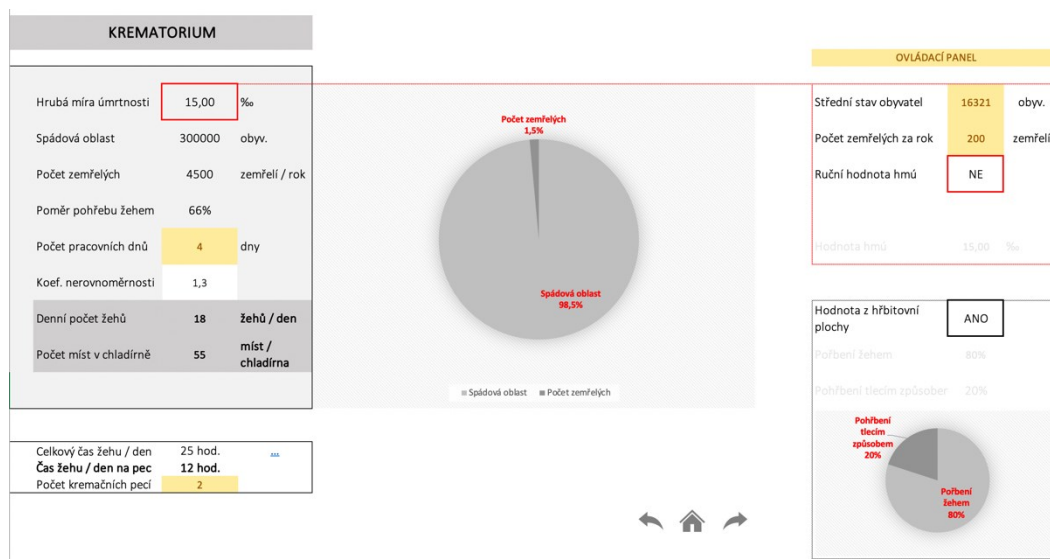 KREMATORIUM
Hrubá míra úmrtnosti 15,00 ‰
Spádová oblast 300000 obyv.
Počet zemřelých 4500 zemřelí / rok
Poměr pohřebu žehem 66%
Počet pracovních dnů 4 dny
Koef. nerovnoměrnosti 1,3
Denní počet žehů 18 žehů / den
Počet míst v chladírně 55 míst /
chladírna
Celkový čas žehu / den 25 hod. ...
Čas žehu / den na pec 12 hod.
Počet kremačních pecí 2
Počet zemřelých
1,5%
Spádová oblast
98,5%
Spádová oblast Počet zemřelých
OVLÁDACÍ PANEL
Střední stav obyvatel 16321 obyv.
Počet zemřelých za rok 200 zemřelí
Ruční hodnota hmú NE
Hodnota hmú 15,00 ‰
Hodnota z hřbitovní
plochy ANO
Pořbení žehem 80%
Pohřbení tlecím způsober 20%
Pohřbení
tlecím
způsobem
20%
Pořbení
žehem
80%